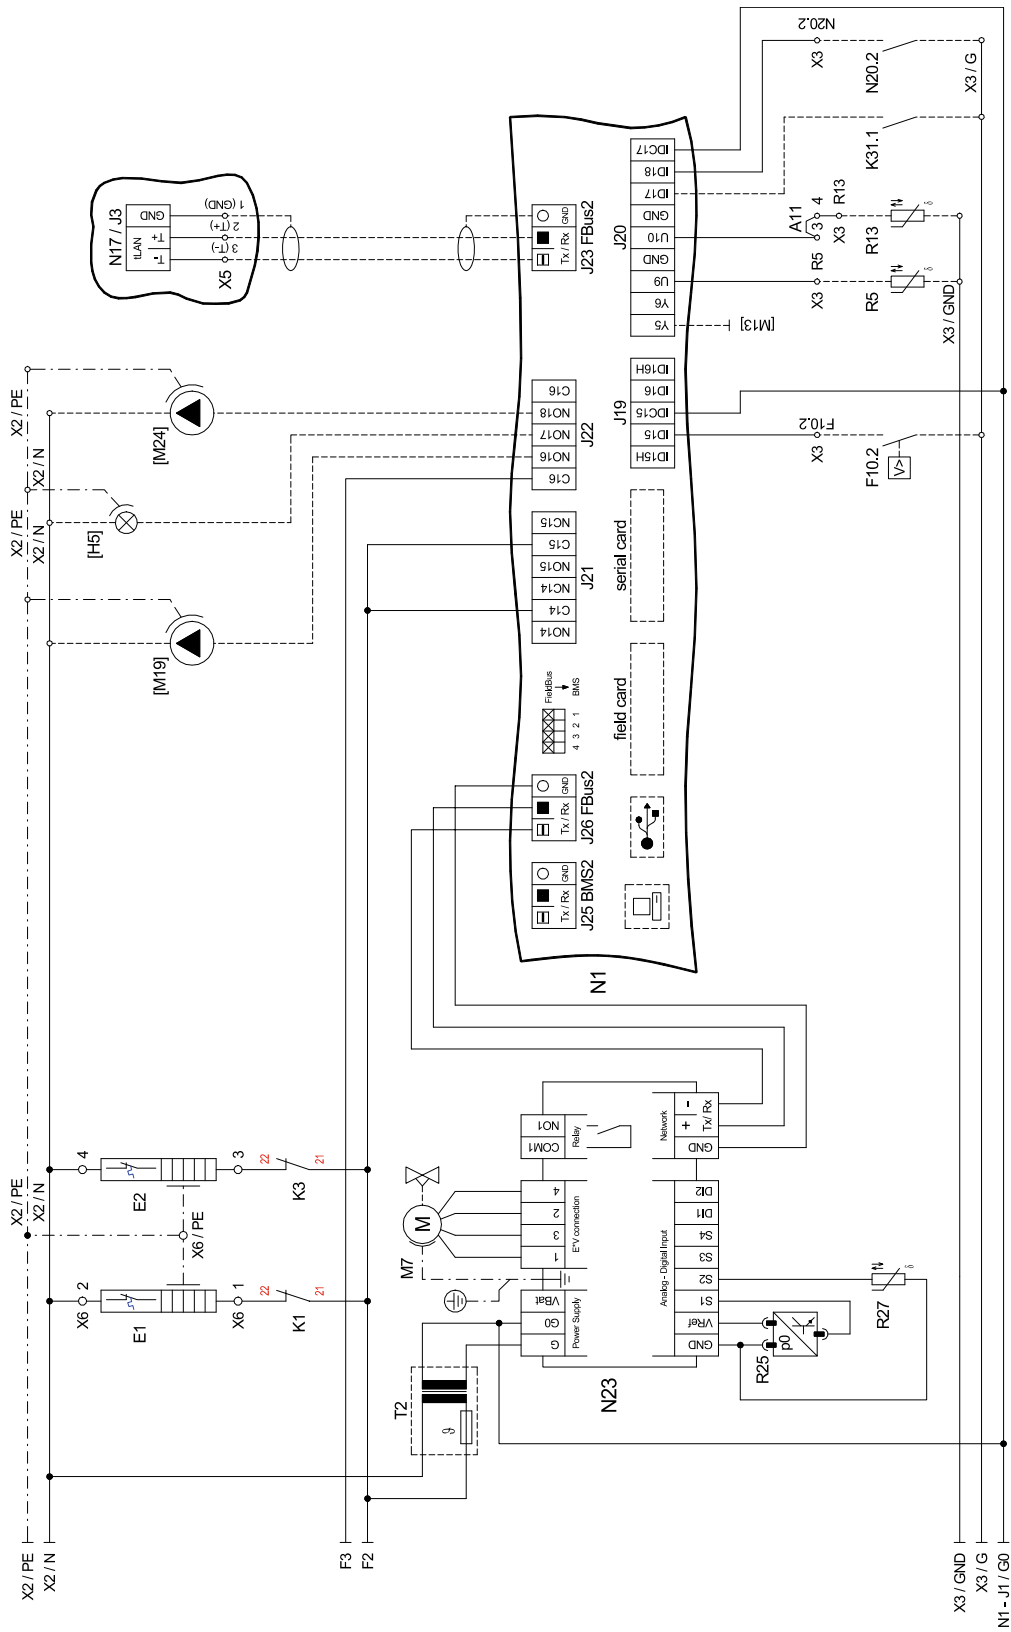 X2 / PE
X2 / N
F3
F2
X3 / GND
X3 / G
N1 - J1 / G0
X2 / PE
X2 / N
X6 2
E1
X6 1
22
21
K1
4
E2
3
22
21
K3
X6 / PE
T2
ϑ
M7
M
N23
G
G0
VBat
Power Supply
1
3
2
4
E*V connection
COM1
NO1
Relay
GND
VRef
S1
S2
S3
S4
DI1
DI2
Analog - Digital Input
GND
+
-
Tx/ Rx
Network
R25
p0
R27
δ
N1
J25 BMS2
Tx / Rx
GND
J26 FBus2
Tx / Rx
GND
4 3 2 1
FieldBus
BMS
field card
serial card
X2 / PE
X2 / N
X2 / PE
X2 / N
[M19]
[H5]
[M24]
NO14
C14
NC14
NO15
C15
NC15
J21
C16
NO16
NO17
NO18
C16
J22
N17 / J3
tLAN
T-
T+
GND
3 (T-)
2 (T+)
1 (GND)
X5
J23 FBus2
Tx / Rx
GND
ID15H
ID15
IDC15
ID16
ID16H
J19
Y5
Y6
U9
GND
U10
GND
ID17
ID18
IDC17
J20
[M13]
X3
F10.2
F10.2
V>
X3
R5
R5
δ
X3 / GND
A11
3
4
X3
R13
R13
δ
K31.1
X3
N20.2
N20.2
X3 / G